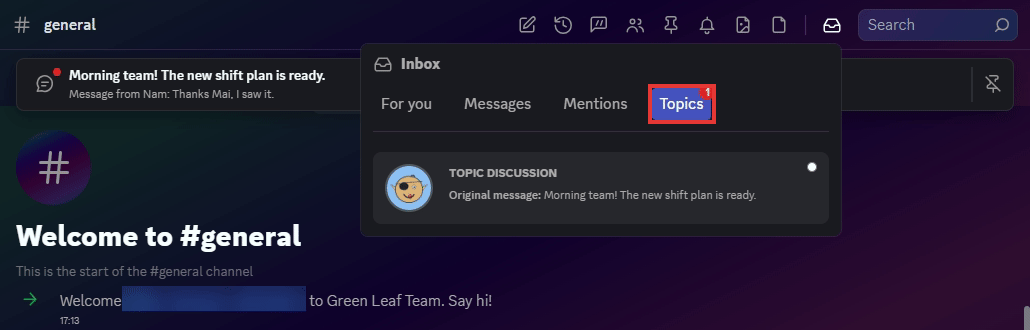 general
Search
Inbox
Morning team! The new shift plan is ready.
Message from Nam: Thanks Mai, I saw it.
For you Messages Mentions Topics 1
TOPIC DISCUSSION
Original message: Morning team! The new shift plan is ready.
Welcome to #general
This is the start of the #general channel
Welcome to Green Leaf Team. Say hi!
17:13